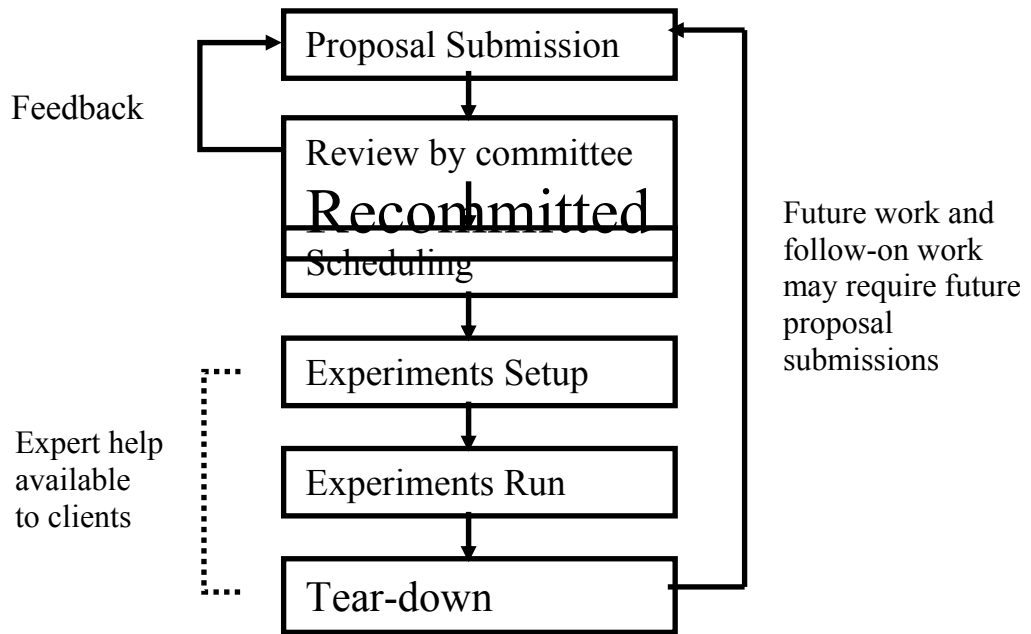 Proposal Submission
Feedback
Review by committee
Recommitted
Scheduling
Future work and
follow-on work
may require future
proposal
submissions
Experiments Setup
Expert help
available
to clients
Experiments Run
Tear-down